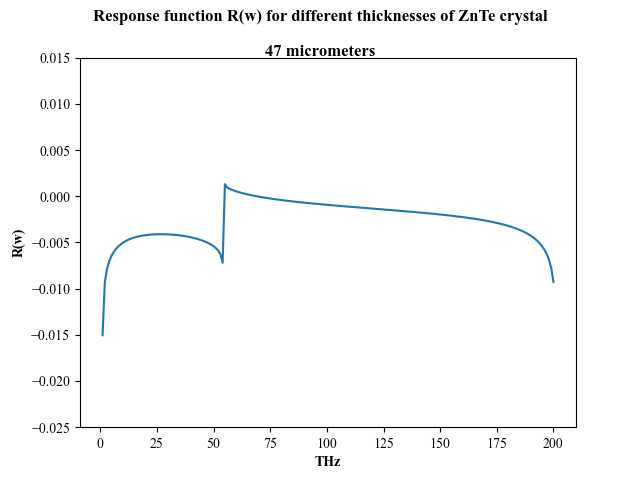 Response function R(w) for different thicknesses of ZnTe crystal
47 micrometers
0.015
0.010
0.005
0.000
−0.005
−0.010
−0.015
−0.020
−0.025
R(w)
0 25 50 75 100 125 150 175 200
THz